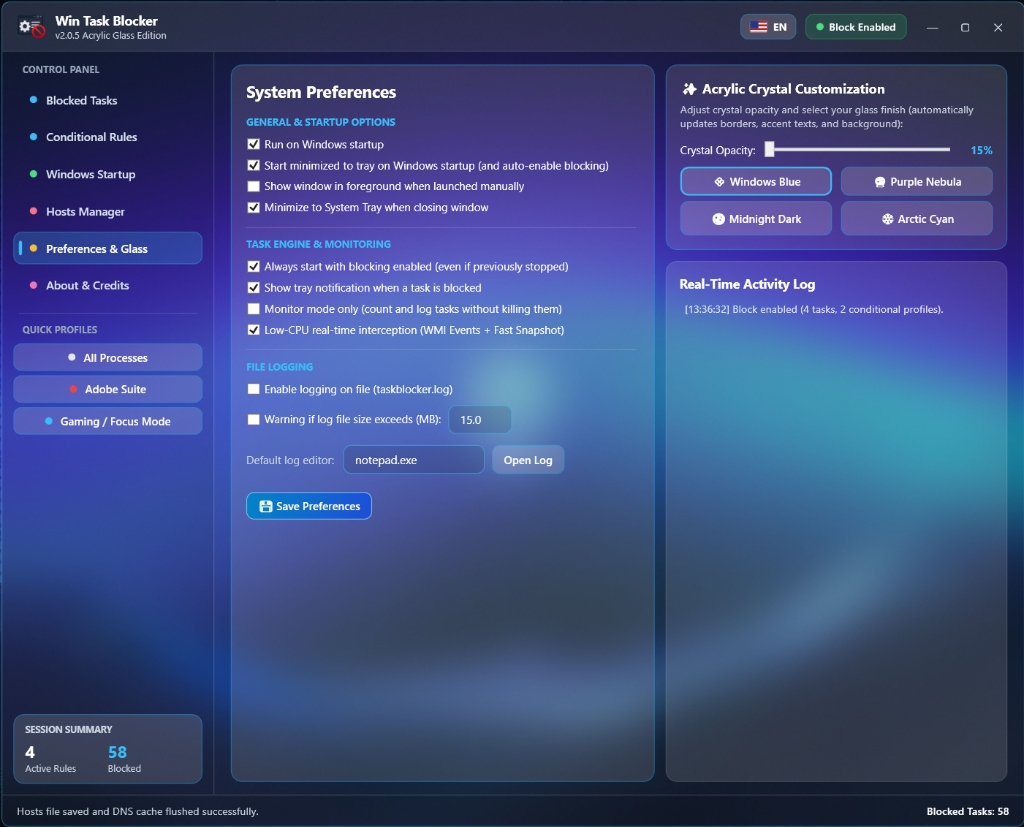 Win Task Blocker
v2.0.5 Acrylic Glass Edition
EN
Block Enabled
CONTROL PANEL
Blocked Tasks
Conditional Rules
Windows Startup
Hosts Manager
Preferences & Glass
About & Credits
QUICK PROFILES
All Processes
Adobe Suite
Gaming / Focus Mode
SESSION SUMMARY
4
58
Active Rules
Blocked
System Preferences
GENERAL & STARTUP OPTIONS
Run on Windows startup
Start minimized to tray on Windows startup (and auto-enable blocking)
Show window in foreground when launched manually
Minimize to System Tray when closing window
TASK ENGINE & MONITORING
Always start with blocking enabled (even if previously stopped)
Show tray notification when a task is blocked
Monitor mode only (count and log tasks without killing them)
Low-CPU real-time interception (WMI Events + Fast Snapshot)
FILE LOGGING
Enable logging on file (taskblocker.log)
Warning if log file size exceeds (MB): 15.0
Default log editor: notepad.exe Open Log
Save Preferences
Acrylic Crystal Customization
Adjust crystal opacity and select your glass finish (automatically
updates borders, accent texts, and background):
Crystal Opacity: 15%
Windows Blue
Purple Nebula
Midnight Dark
Arctic Cyan
Real-Time Activity Log
[13:36:32] Block enabled (4 tasks, 2 conditional profiles).
Hosts file saved and DNS cache flushed successfully.
Blocked Tasks: 58